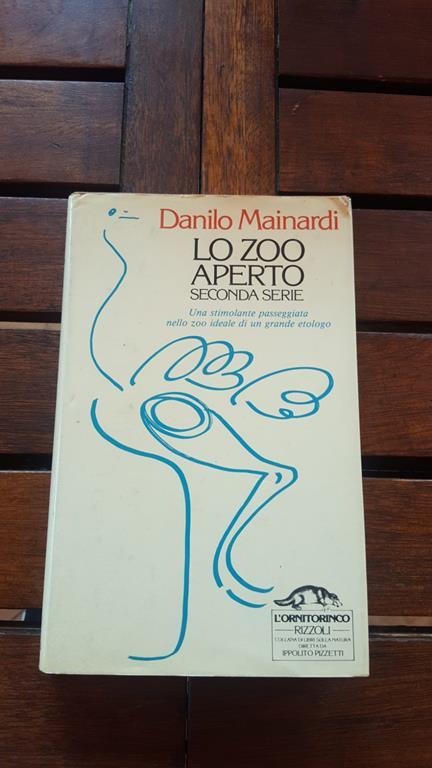 Danilo Mainardi
LO ZOO
APERTO
SECONDA SERIE
Una stimolante passeggiata
nello zoo ideale di un grande etologo
L'ORNITORINCO
RIZZOLI
COLLANA DI LIBRI SULLA NATURA
DIRETTA DA
IPPOLITO PIZZETTI